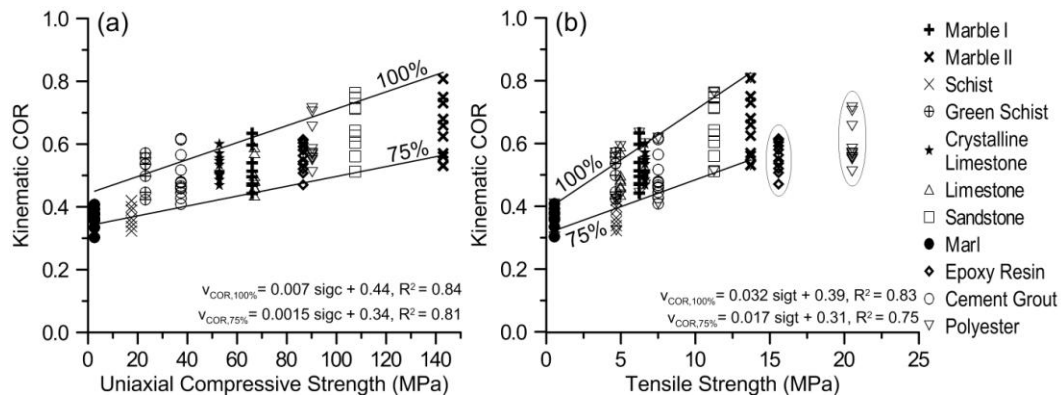 (a)
Kinematic COR
1.0
0.8
0.6
0.4
0.2
0.0
100%
75%
vCOR,100%= 0.007 sigc + 0.44, R² = 0.84
vCOR,75%= 0.0015 sigc + 0.34, R² = 0.81
0 20 40 60 80 100 120 140
Uniaxial Compressive Strength (MPa)
(b)
Kinematic COR
1.0
0.8
0.6
0.4
0.2
0.0
100%
75%
vCOR,100%= 0.032 sigt + 0.39, R² = 0.83
vCOR,75%= 0.017 sigt + 0.31, R² = 0.75
0 5 10 15 20 25
Tensile Strength (MPa)
Marble I
Marble II
Schist
Green Schist
Crystalline
Limestone
Limestone
Sandstone
Marl
Epoxy Resin
Cement Grout
Polyester